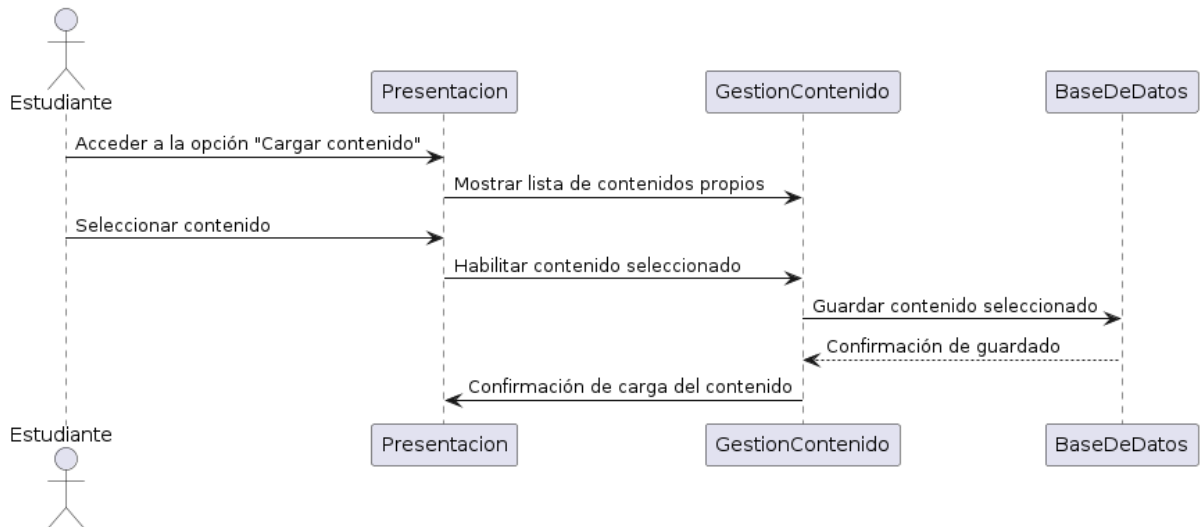 Estudiante
Presentacion
GestionContenido
BaseDeDatos
Acceder a la opción "Cargar contenido"
Mostrar lista de contenidos propios
Seleccionar contenido
Habilitar contenido seleccionado
Guardar contenido seleccionado
Confirmación de guardado
Confirmación de carga del contenido
Estudiante
Presentacion
GestionContenido
BaseDeDatos